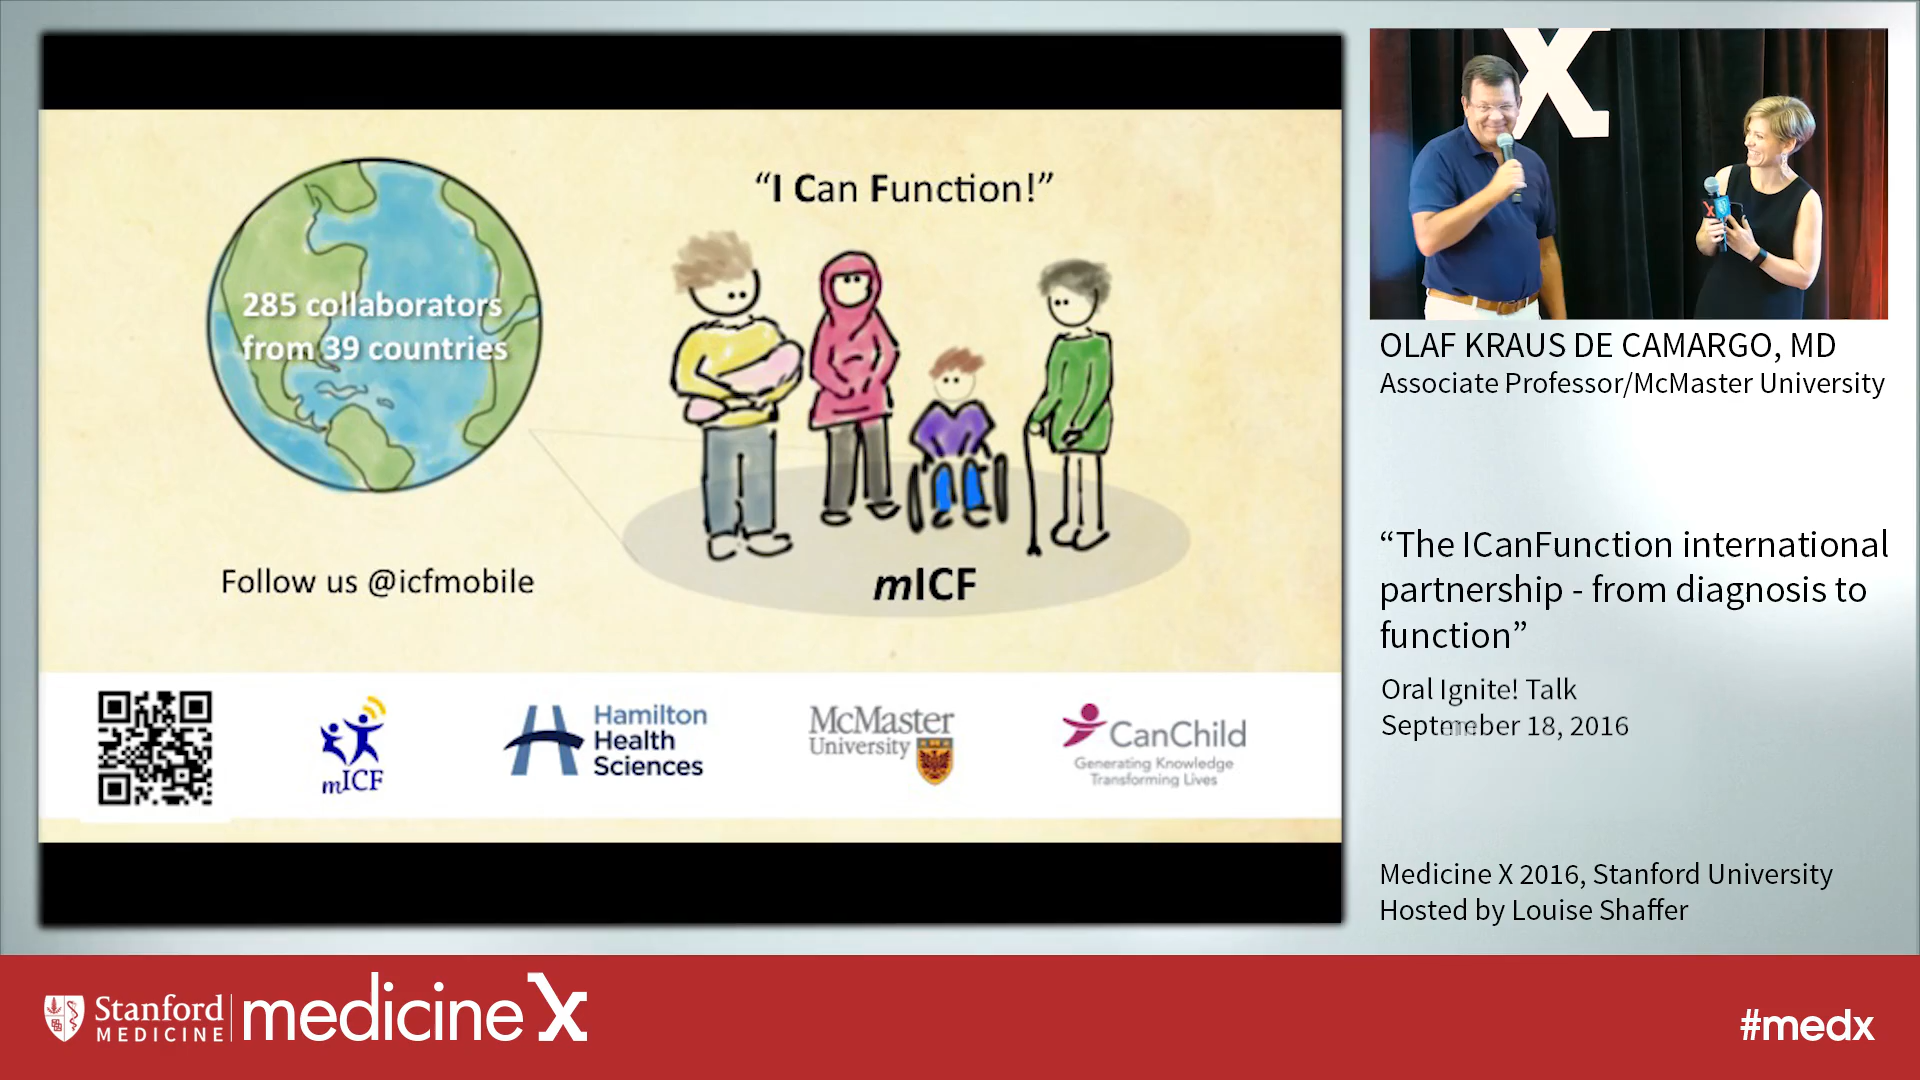 285 collaborators
from 39 countries
“I Can Function!”
Follow us @icfmobile
mICF
mICF
Hamilton
Health
Sciences
McMaster
University
CanChild
Generating Knowledge
Transforming Lives
X
OLAF KRAUS DE CAMARGO, MD
Associate Professor/McMaster University
“The ICanFunction international
partnership - from diagnosis to
function”
Oral Ignite! Talk
September 18, 2016
Medicine X 2016, Stanford University
Hosted by Louise Shaffer
Stanford
MEDICINE
medicine X
#medx